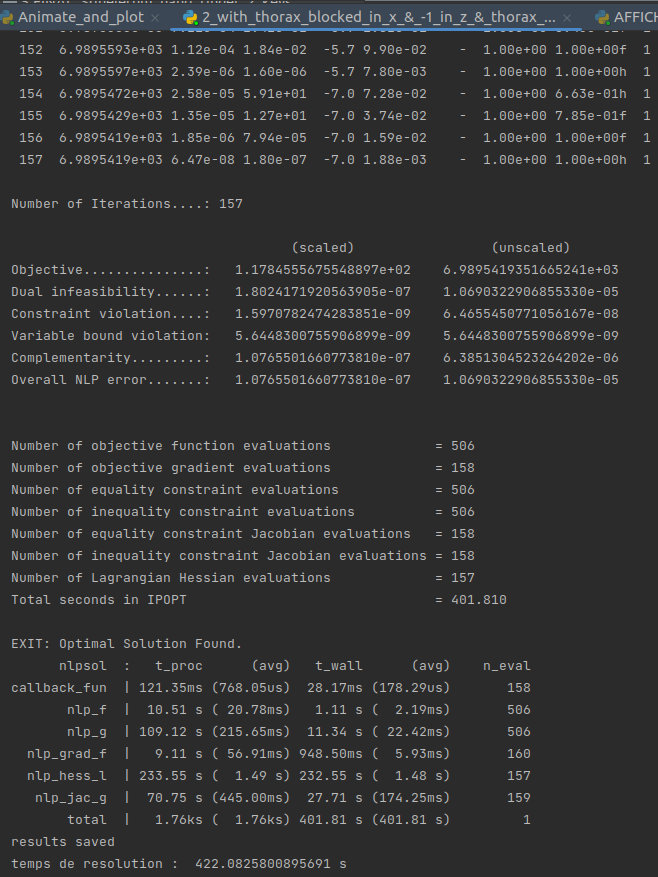 Animate_and_plot × 2_with_thorax_blocked_in_x_&_-1_in_z_&_thorax_... × AFFICH
152 6.9895593e+03 1.12e-04 1.84e-02 -5.7 9.90e-02 - 1.00e+00 1.00e+00f 1
153 6.9895597e+03 2.39e-06 1.60e-06 -5.7 7.80e-03 - 1.00e+00 1.00e+00h 1
154 6.9895472e+03 2.58e-05 5.91e+01 -7.0 7.28e-02 - 1.00e+00 6.63e-01h 1
155 6.9895429e+03 1.35e-05 1.27e+01 -7.0 3.74e-02 - 1.00e+00 7.85e-01f 1
156 6.9895419e+03 1.85e-06 7.94e-05 -7.0 1.59e-02 - 1.00e+00 1.00e+00f 1
157 6.9895419e+03 6.47e-08 1.80e-07 -7.0 1.88e-03 - 1.00e+00 1.00e+00h 1
Number of Iterations....: 157
(scaled) (unscaled)
Objective...............: 1.1784555675548897e+02 6.9895419351665241e+03
Dual infeasibility......: 1.8024171920563905e-07 1.0690322906855330e-05
Constraint violation....: 1.5970782474283851e-09 6.4655450771056167e-08
Variable bound violation: 5.6448300755906899e-09 5.6448300755906899e-09
Complementarity.........: 1.0765501660773810e-07 6.3851304523264202e-06
Overall NLP error.......: 1.0765501660773810e-07 1.0690322906855330e-05
Number of objective function evaluations = 506
Number of objective gradient evaluations = 158
Number of equality constraint evaluations = 506
Number of inequality constraint evaluations = 506
Number of equality constraint Jacobian evaluations = 158
Number of inequality constraint Jacobian evaluations = 158
Number of Lagrangian Hessian evaluations = 157
Total seconds in IPOPT = 401.810
EXIT: Optimal Solution Found.
nlpsol : t_proc (avg) t_wall (avg) n_eval
callback_fun | 121.35ms (768.05us) 28.17ms (178.29us) 158
nlp_f | 10.51 s ( 20.78ms) 1.11 s ( 2.19ms) 506
nlp_g | 109.12 s (215.65ms) 11.34 s ( 22.42ms) 506
nlp_grad_f | 9.11 s ( 56.91ms) 948.50ms ( 5.93ms) 160
nlp_hess_l | 233.55 s ( 1.49 s) 232.55 s ( 1.48 s) 157
nlp_jac_g | 70.75 s (445.00ms) 27.71 s (174.25ms) 159
total | 1.76ks ( 1.76ks) 401.81 s (401.81 s) 1
results saved
temps de resolution : 422.0825800895691 s